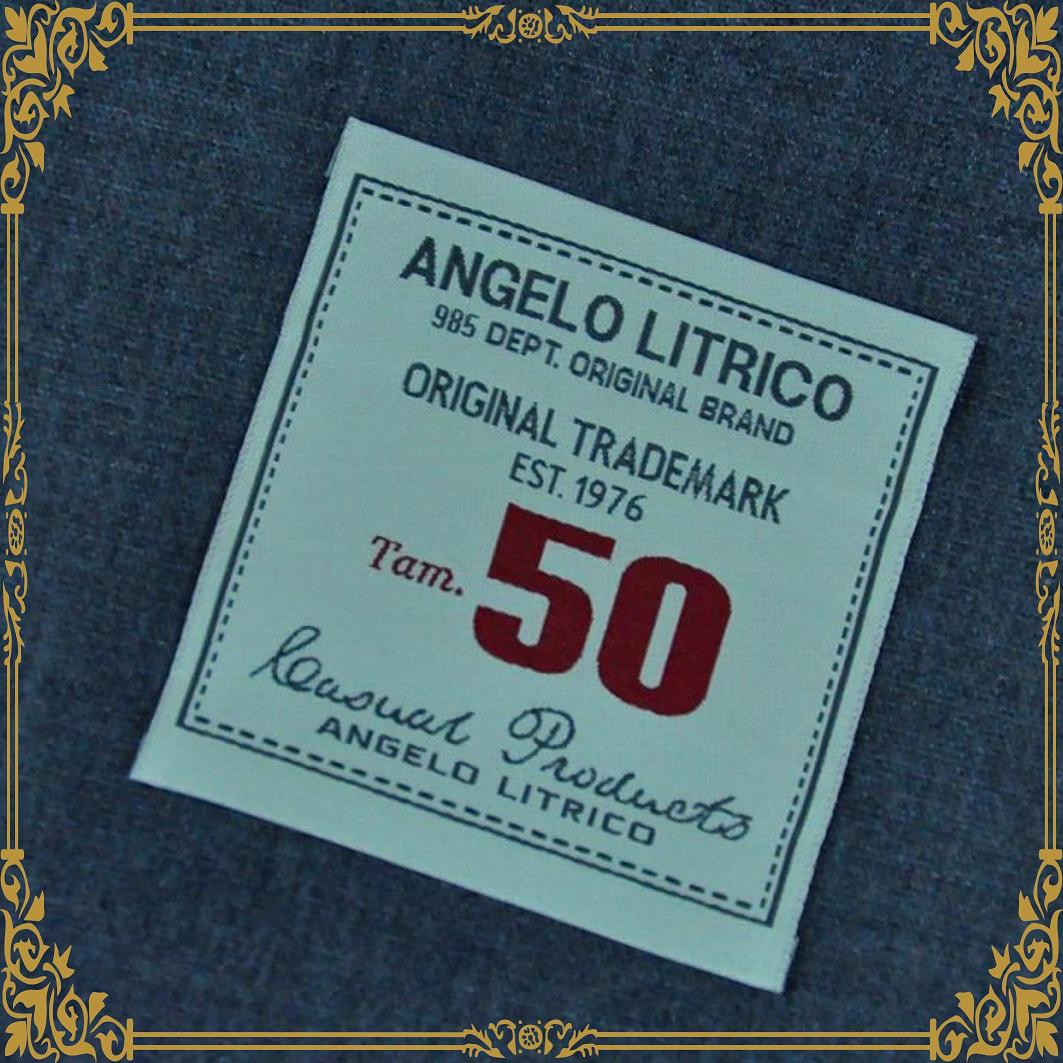 ANGELO LITRICO
985 DEPT. ORIGINAL BRAND
ORIGINAL TRADEMARK
EST. 1976
Tam. 50
Casual Products
ANGELO LITRICO